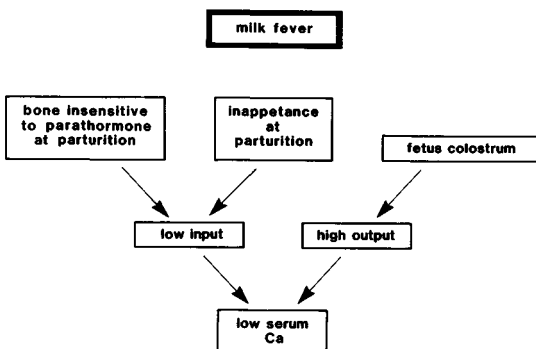 milk fever
bone insensitive
to parathormone
at parturition
inappetance
at
parturition
fetus colostrum
low input
high output
low serum
Ca